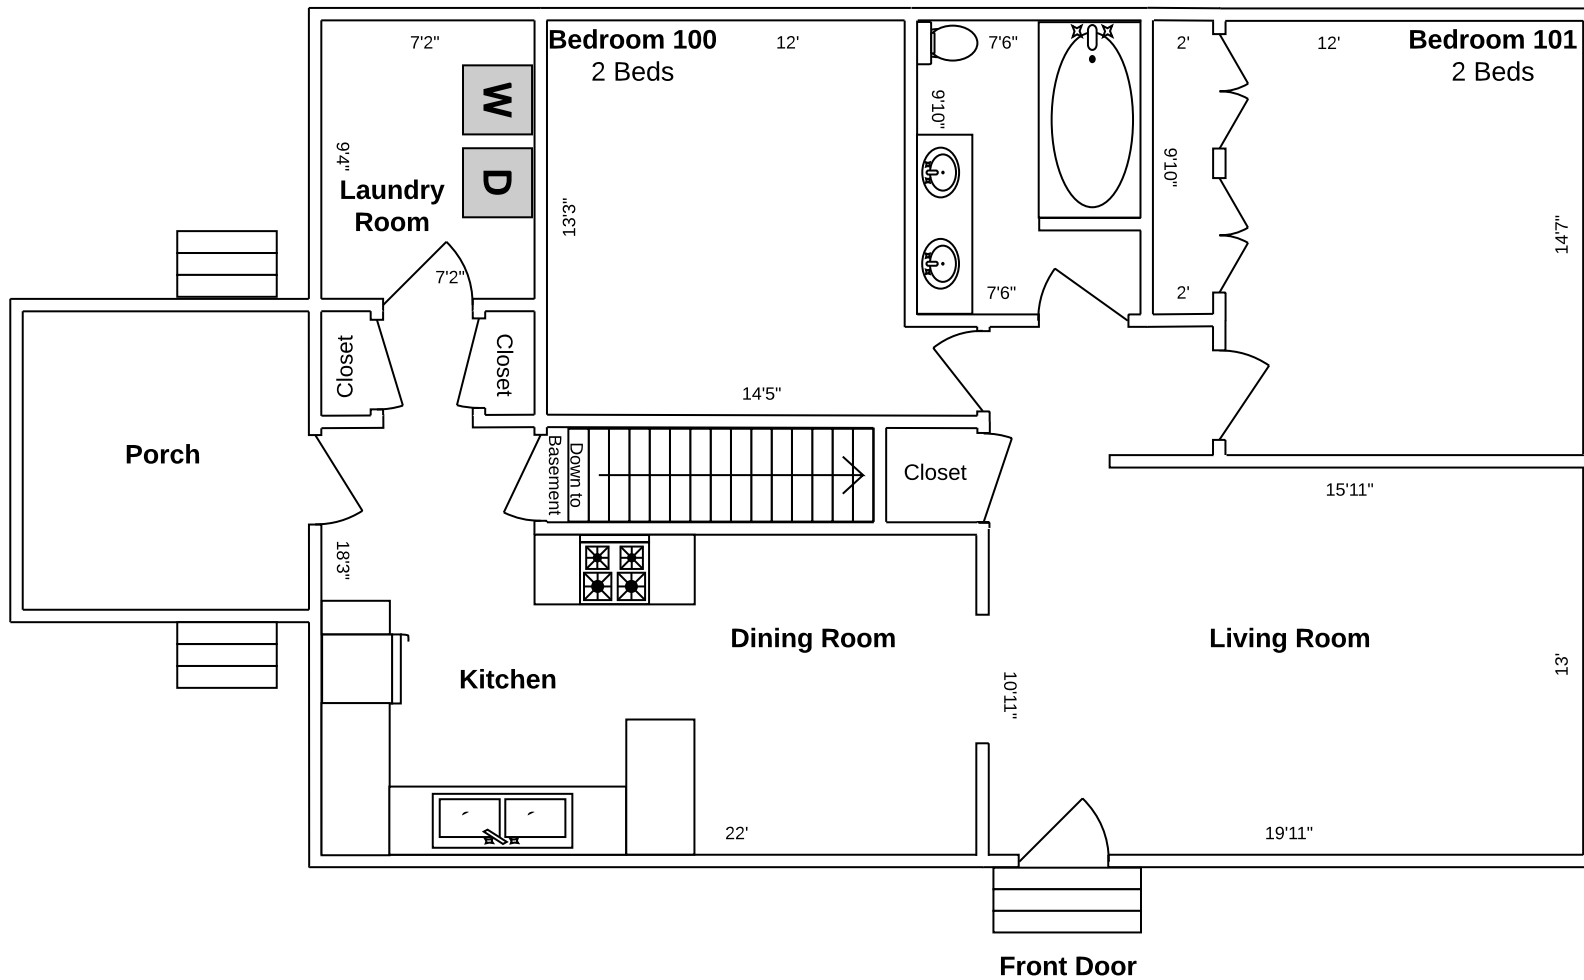 7'2"
Bedroom 100
2 Beds
12'
7'6"
2'
12'
Bedroom 101
2 Beds
W
D
9'4"
Laundry
Room
7'2"
13'3"
9'10"
7'6"
9'10"
2'
14'7"
Closet
Closet
14'5"
Porch
Down to
Basement
Closet
15'11"
18'3"
Kitchen
Dining Room
10'11"
Living Room
13'
22'
19'11"
Front Door